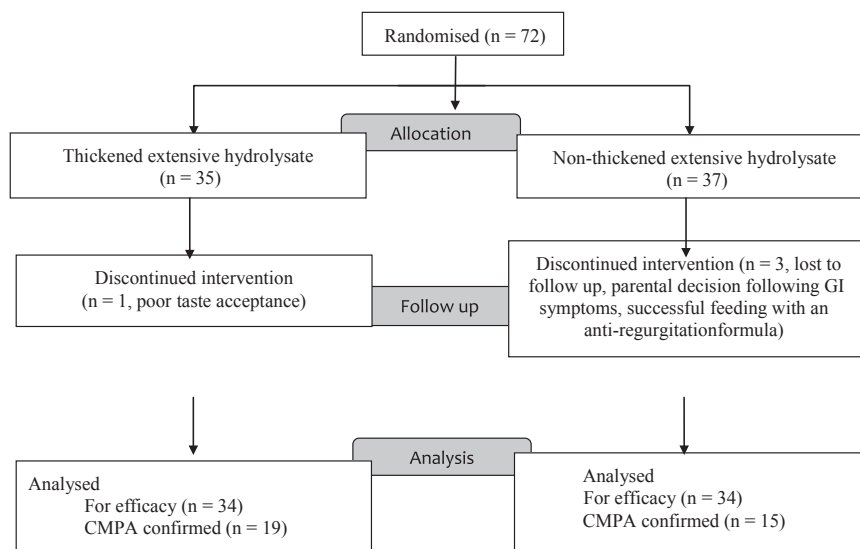 Randomised (n = 72)
Allocation
Thickened extensive hydrolysate
(n = 35)
Non-thickened extensive hydrolysate
(n = 37)
Discontinued intervention
(n = 1, poor taste acceptance)
Follow up
Discontinued intervention (n = 3, lost to
follow up, parental decision following GI
symptoms, successful feeding with an
anti-regurgitationformula)
Analysis
Analysed
For efficacy (n = 34)
CMPA confirmed (n = 19)
Analysed
For efficacy (n = 34)
CMPA confirmed (n = 15)